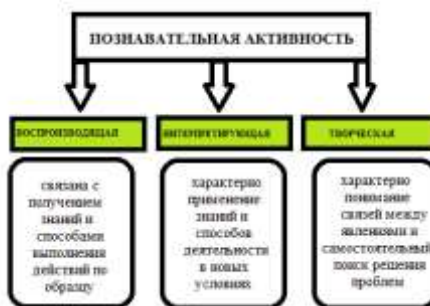 ПОЗНАВАТЕЛЬНАЯ АКТИВНОСТЬ
ВОСПРОИЗВОДЯЩАЯ
связана с
получением
знаний и
способами
выполнения
действий по
образцу
ИНТЕРПРЕТИРУЮЩАЯ
характерно
применение
знаний и
способов
деятельности
в новых
условиях
ТВОРЧЕСКАЯ
характерно
понимание
связей между
явлениями и
самостоятельный
поиск решения
проблем